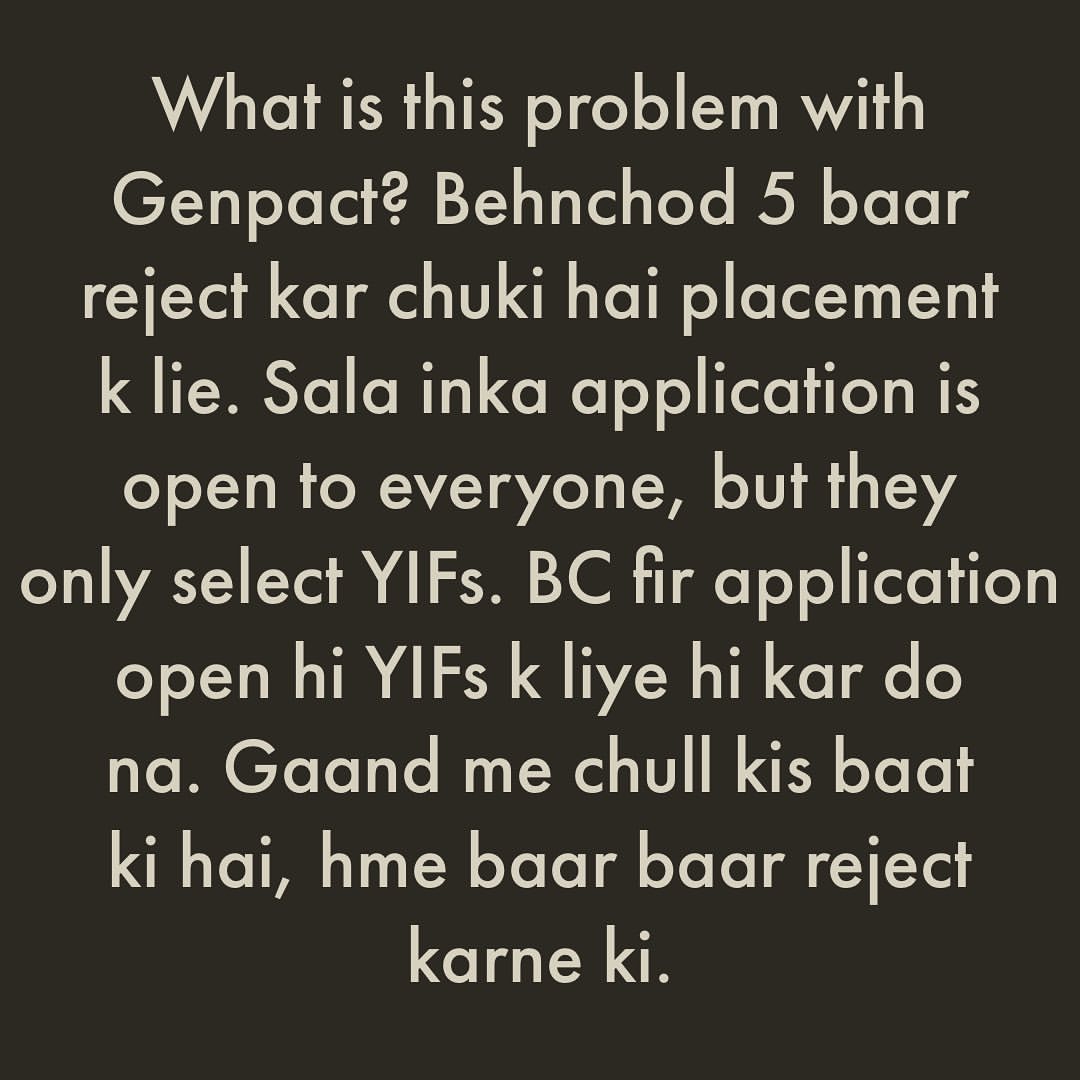 What is this problem with
Genpact? Behnchod 5 baar
reject kar chuki hai placement
k lie. Sala inka application is
open to everyone, but they
only select YIFs. BC fir application
open hi YIFs k liye hi kar do
na. Gaand me chull kis baat
ki hai, hme baar baar reject
karne ki.